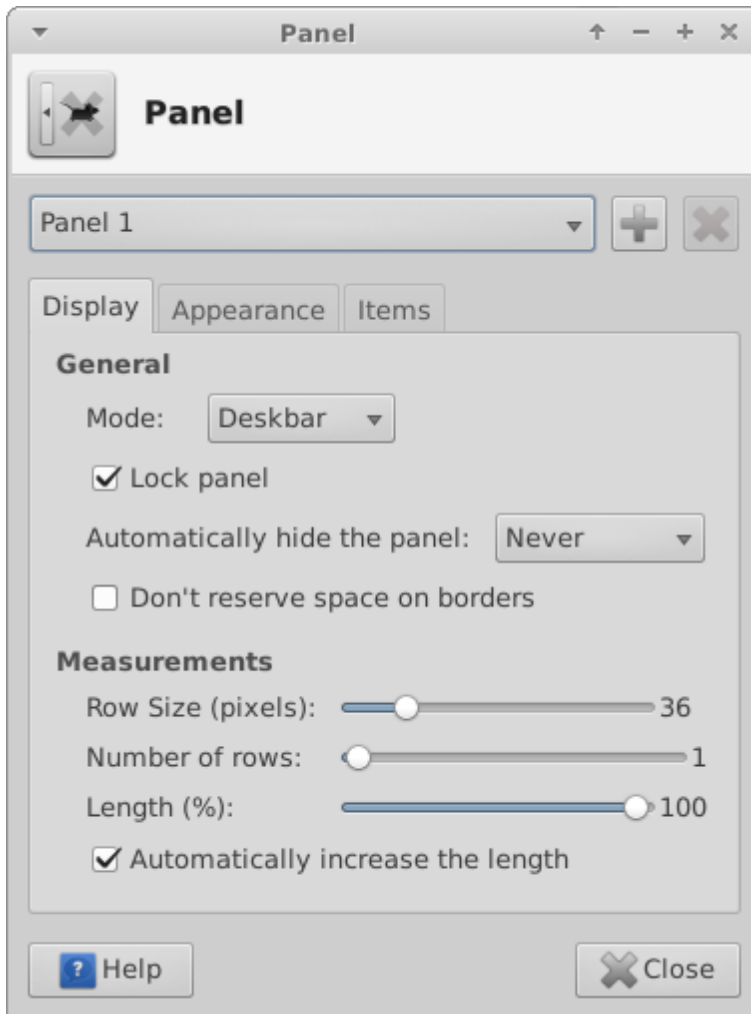 Panel
Panel
Panel 1
Display Appearance Items
General
Mode: Deskbar
Lock panel
Automatically hide the panel: Never
Don't reserve space on borders
Measurements
Row Size (pixels): 36
Number of rows: 1
Length (%): 100
Automatically increase the length
Help Close